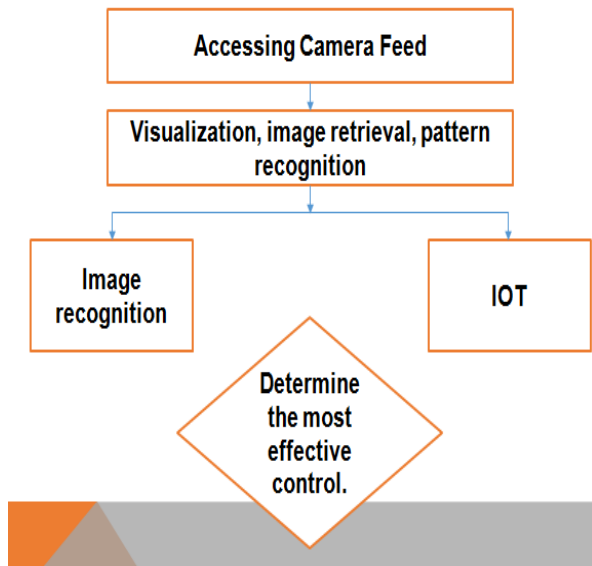 Accessing Camera Feed
Visualization, image retrieval, pattern
recognition
Image
recognition
IOT
Determine
the most
effective
control.